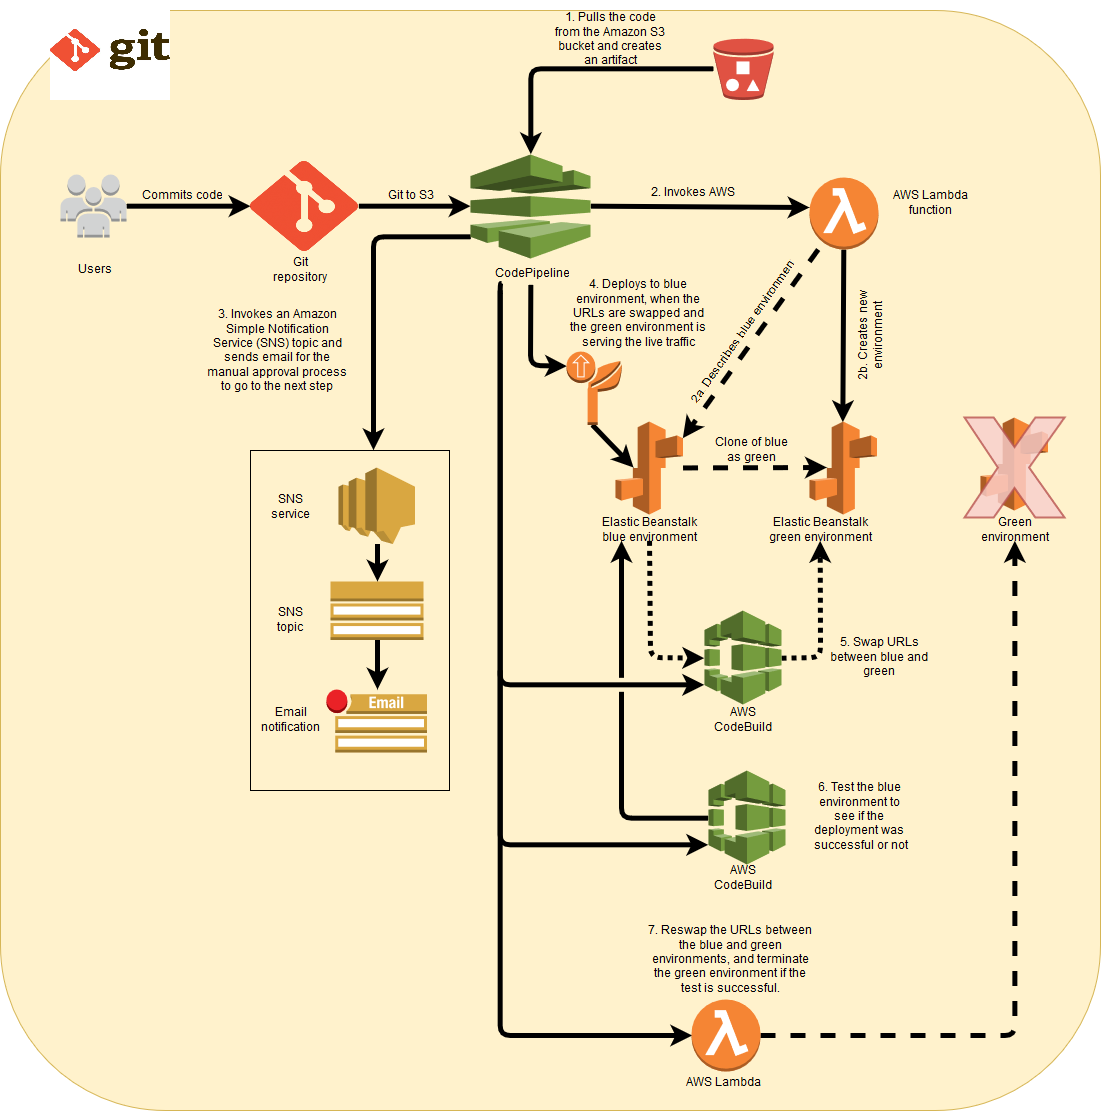 git
1. Pulls the code
from the Amazon S3
bucket and creates
an artifact
Commits code
Git to S3
2. Invokes AWS
AWS Lambda
function
Users
Git
repository
CodePipeline
3. Invokes an Amazon
Simple Notification
Service (SNS) topic and
sends email for the
manual approval process
to go to the next step
4. Deploys to blue
environment, when the
URLs are swapped and
the green environment is
serving the live traffic
2a Describes blue environmen
2b. Creates new
environment
Clone of blue
as green
Elastic Beanstalk
blue environment
Elastic Beanstalk
green environment
Green
environment
SNS
service
SNS
topic
Email
notification
Email
5. Swap URLs
between blue and
green
AWS
CodeBuild
6. Test the blue
environment to
see if the
deployment was
successful or not
AWS
CodeBuild
7. Reswap the URLs between
the blue and green
environments, and terminate
the green environment if the
test is successful.
AWS Lambda